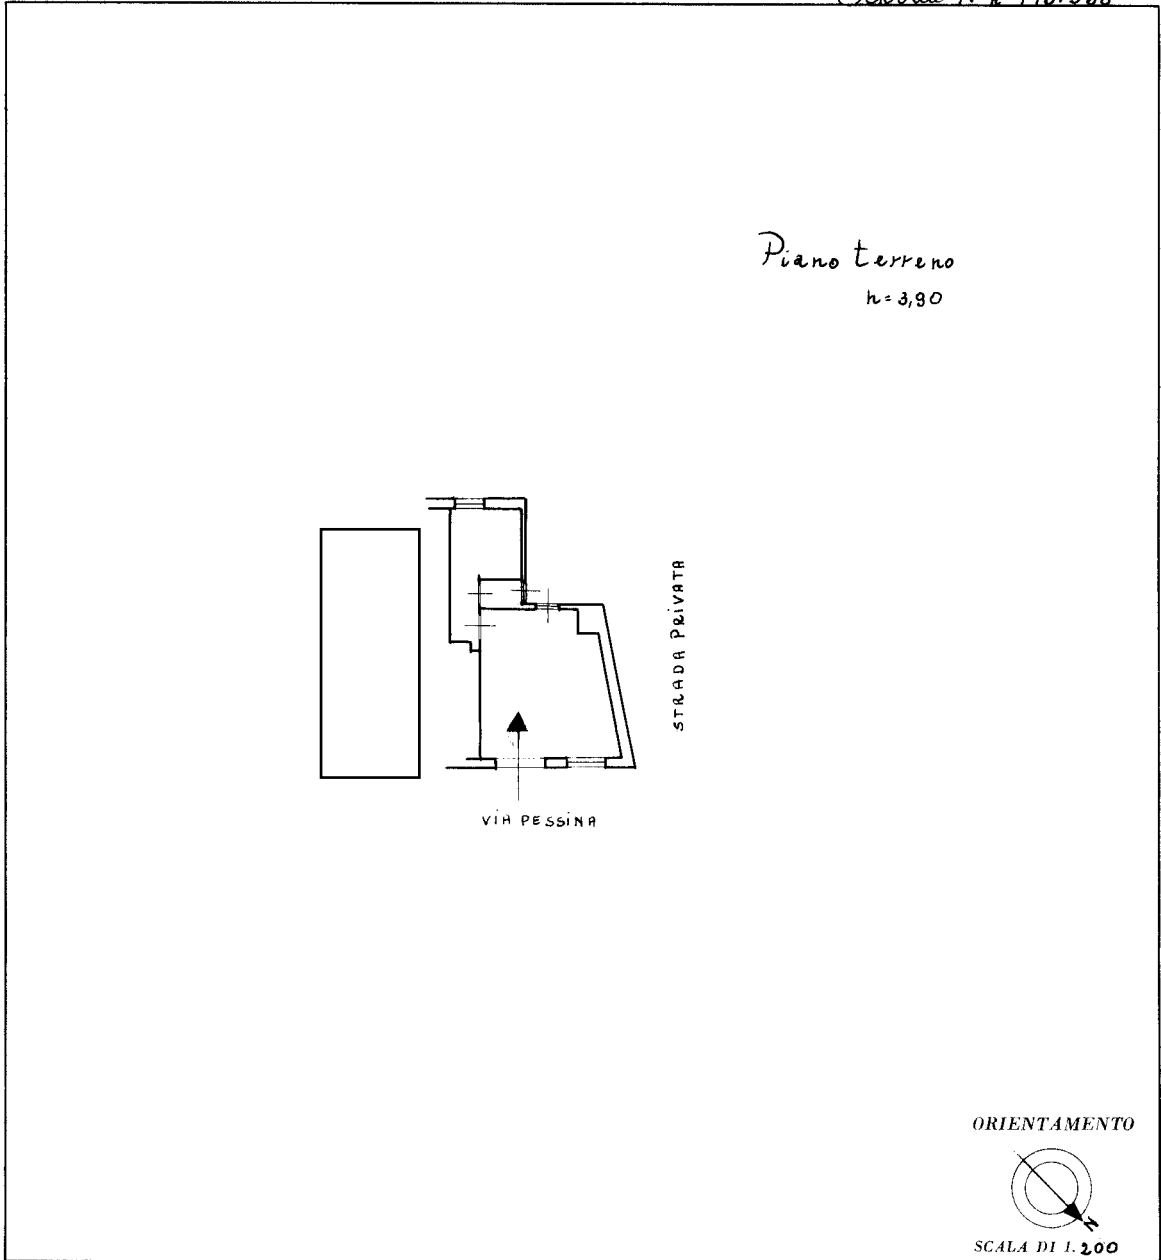 Piano terreno
h=3,90
STRADA PRIVATA
VIA PESSINA
ORIENTAMENTO
N
SCALA DI 1.200